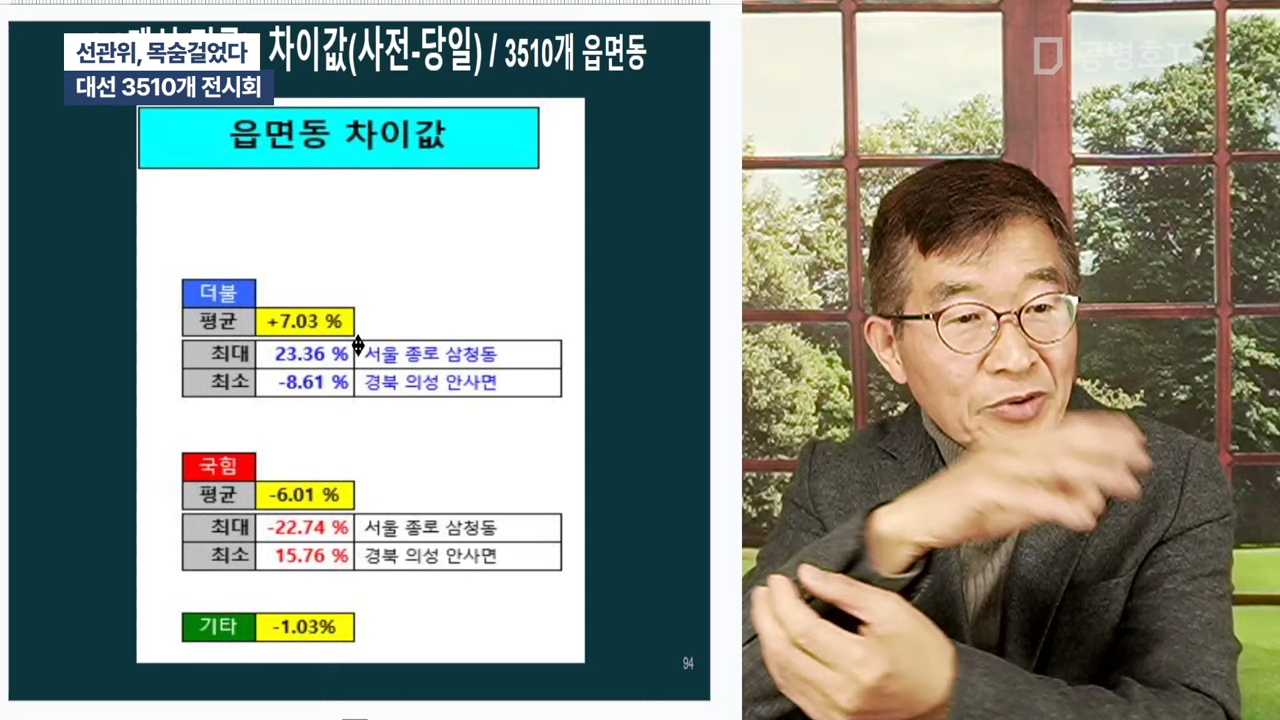 차이값(사전-당일) / 3510개 읍면동
선관위, 목숨걸었다
대선 3510개 전시회
공병호TV
읍면동 차이값
더불
평균 +7.03 %
최대 23.36 % 서울 종로 삼청동
최소 -8.61 % 경북 의성 안사면
국힘
평균 -6.01 %
최대 -22.74 % 서울 종로 삼청동
최소 15.76 % 경북 의성 안사면
기타 -1.03%
94